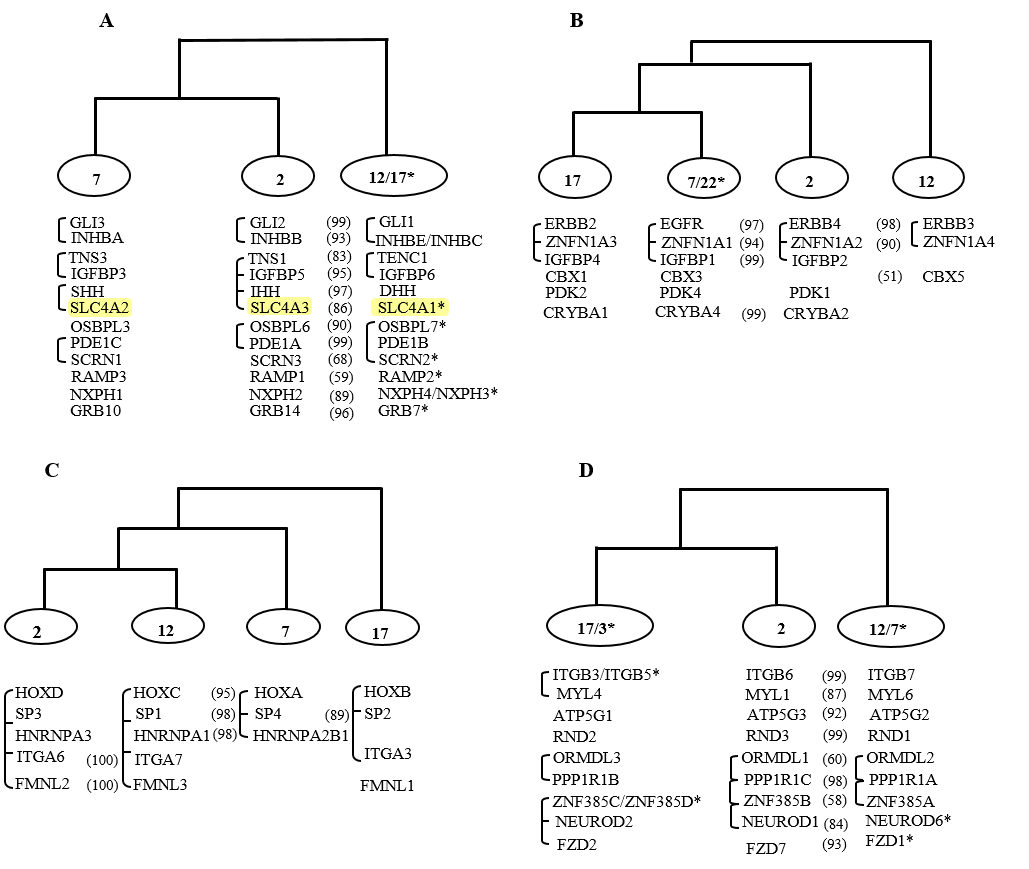 A
7 2 12/17*
GLI3 GLI2 (99) GLI1
INHBA INHBB (93) INHBE/INHBC
TNS3 TNS1 (83) TENC1
IGFBP3 IGFBP5 (95) IGFBP6
SHH IHH (97) DHH
SLC4A2 SLC4A3 (86) SLC4A1*
OSBPL3 OSBPL6 (90) OSBPL7*
PDE1C PDE1A (99) PDE1B
SCRN1 SCRN3 (68) SCRN2*
RAMP3 RAMP1 (59) RAMP2*
NXPH1 NXPH2 (89) NXPH4/NXPH3*
GRB10 GRB14 (96) GRB7*
B
17 7/22* 2 12
ERBB2 EGFR (97) ERBB4 (98) ERBB3
ZNFN1A3 ZNFN1A1 (94) ZNFN1A2 (90) ZNFN1A4
IGFBP4 IGFBP1 (99) IGFBP2
CBX1 CBX3 (51) CBX5
PDK2 PDK4 PDK1
CRYBA1 CRYBA4 (99) CRYBA2
C
2 12 7 17
HOXD HOXC (95) HOXA HOXB
SP3 SP1 (98) SP4 (89) SP2
HNRNPA3 HNRNPA1 (98) HNRNPA2B1
ITGA6 (100) ITGA7 ITGA3
FMNL2 (100) FMNL3 FMNL1
D
17/3* 2 12/7*
ITGB3/ITGB5* ITGB6 (99) ITGB7
MYL4 MYL1 (87) MYL6
ATP5G1 ATP5G3 (92) ATP5G2
RND2 RND3 (99) RND1
ORMDL3 ORMDL1 (60) ORMDL2
PPP1R1B PPP1R1C (98) PPP1R1A
ZNF385C/ZNF385D* ZNF385B (58) ZNF385A
NEUROD2 NEUROD1 (84) NEUROD6*
FZD2 FZD7 (93) FZD1*